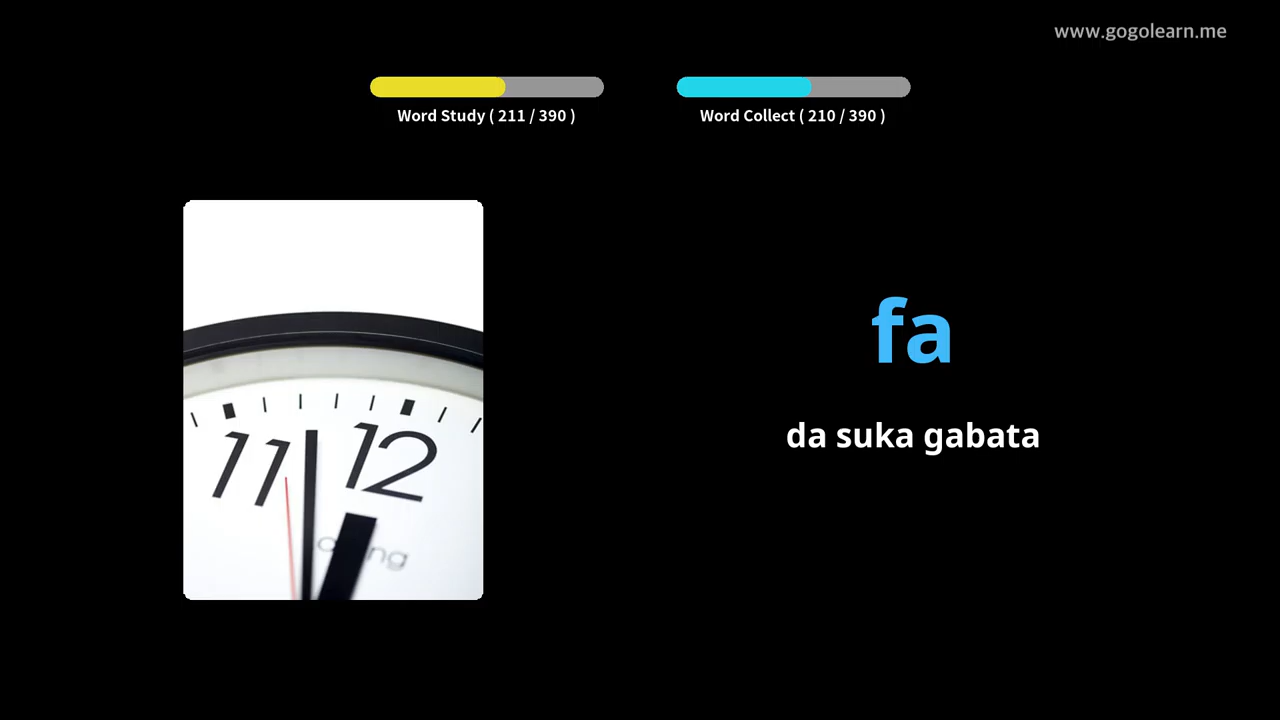 www.gogolearn.me
Word Study ( 211 / 390 )
Word Collect ( 210 / 390 )
fa
da suka gabata
11
12